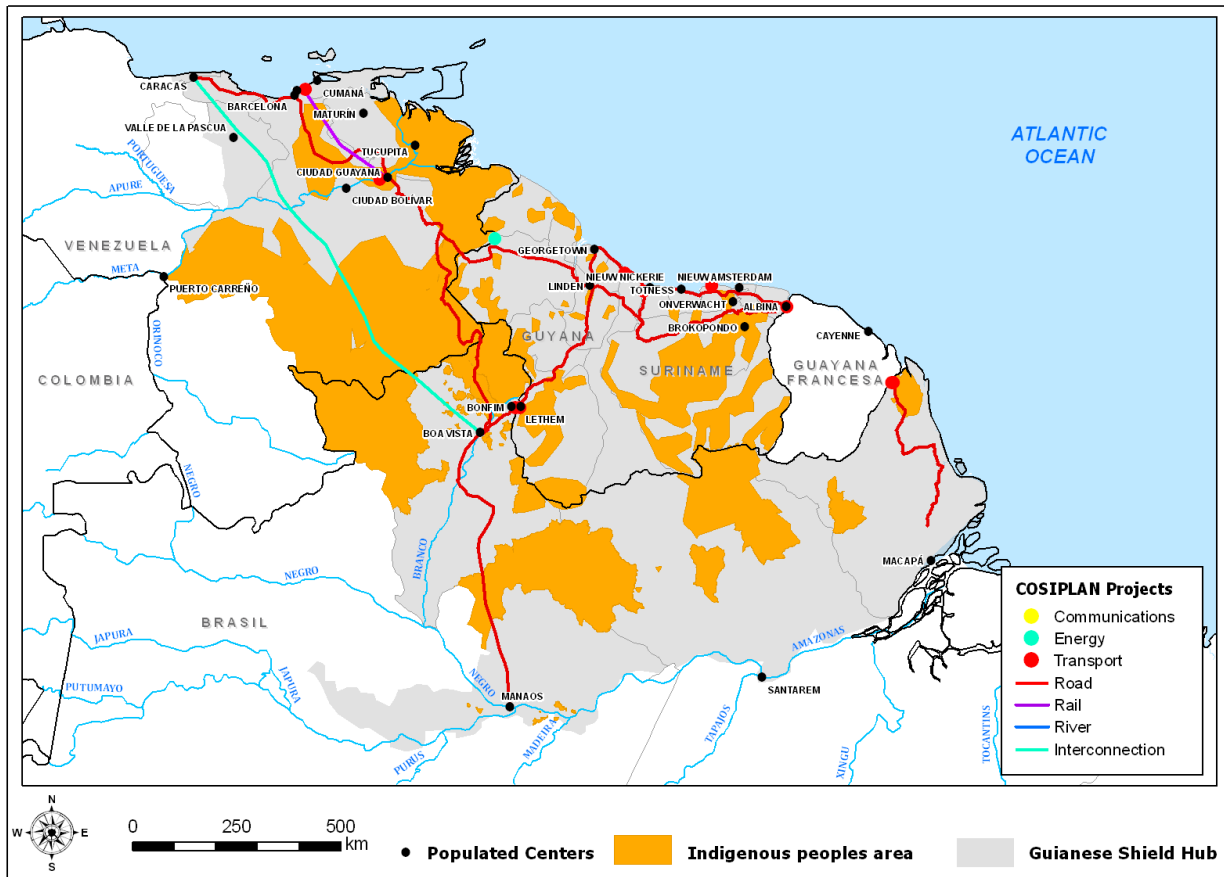 CARACAS
BARCELONA
CUMANÁ
MATURÍN
VALLE DE LA PASCUA
TUCUPITA
PORTUGUESA
APURE
CIUDAD GUAYANA
CIUDAD BOLÍVAR
ATLANTIC
OCEAN
VENEZUELA
META
PUERTO CARREÑO
GEORGETOWN
NIEUW NICKERIE
NIEUW AMSTERDAM
LINDEN
TOTNESS
ONVERWACHT
ALBINA
BROKOPONDO
CAYENNE
ORINOCO
GUYANA
COLOMBIA
SURINAME
GUAYANA
FRANCESA
BONFIM
LETHEM
BOA VISTA
NEGRO
BRANCO
NEGRO
MACAPÁ
BRASIL
JAPURA
AMAZONAS
PUTUMAYO
JAPURA
NEGRO
MANAOS
SANTAREM
PURUS
MADEIRA
TAPAJOS
XINGU
TOCANTINS
COSIPLAN Projects
Communications
Energy
Transport
Road
Rail
River
Interconnection
N
W
E
S
0
250
500
km
Populated Centers
Indigenous peoples area
Guianese Shield Hub